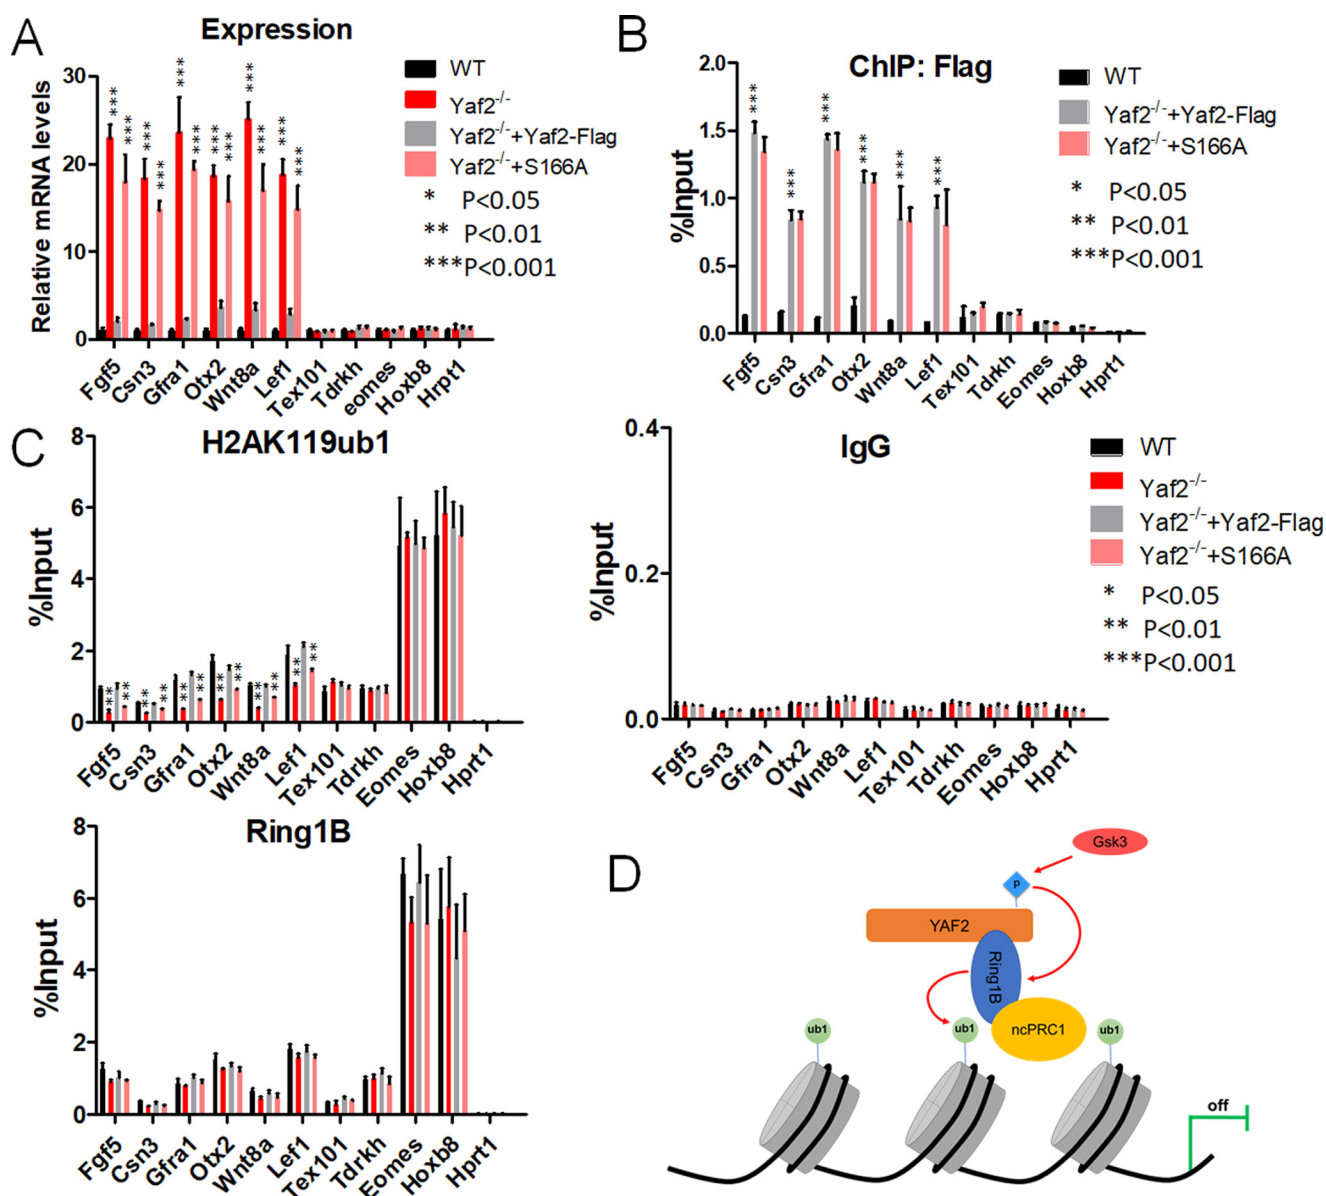 A
Expression
Relative mRNA levels
30
20
10
0
Fgf5
Csn3
Gfra1
Otx2
Wnt8a
Lef1
Tex101
Tdrkh
eomes
Hoxb8
Hrpt1
***
***
***
***
***
***
***
***
***
***
***
***
WT
Yaf2-/-
Yaf2-/-+Yaf2-Flag
Yaf2-/-+S166A
* P<0.05
** P<0.01
***P<0.001
B
ChIP: Flag
%Input
2.0
1.5
1.0
0.5
0.0
Fgf5
Csn3
Gfra1
Otx2
Wnt8a
Lef1
Tex101
Tdrkh
Eomes
Hoxb8
Hprt1
***
***
***
***
***
***
WT
Yaf2-/-+Yaf2-Flag
Yaf2-/-+S166A
* P<0.05
** P<0.01
***P<0.001
C
H2AK119ub1
%Input
8
6
4
2
0
Fgf5
Csn3
Gfra1
Otx2
Wnt8a
Lef1
Tex101
Tdrkh
Eomes
Hoxb8
Hprt1
**
**
**
**
**
**
**
**
**
**
**
**
IgG
%Input
0.4
0.2
0.0
Fgf5
Csn3
Gfra1
Otx2
Wnt8a
Lef1
Tex101
Tdrkh
Eomes
Hoxb8
Hprt1
WT
Yaf2-/-
Yaf2-/-+Yaf2-Flag
Yaf2-/-+S166A
* P<0.05
** P<0.01
***P<0.001
Ring1B
%Input
8
6
4
2
0
Fgf5
Csn3
Gfra1
Otx2
Wnt8a
Lef1
Tex101
Tdrkh
Eomes
Hoxb8
Hprt1
D
Gsk3
P
YAF2
Ring1B
ncPRC1
ub1
ub1
ub1
off